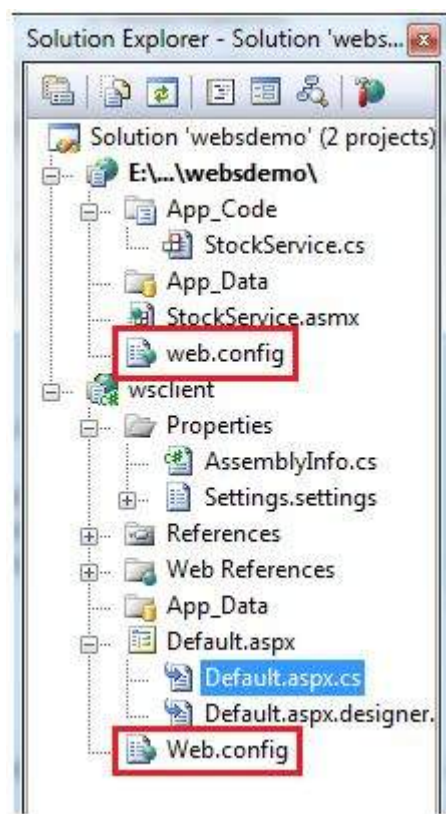 Solution Explorer - Solution 'webs...
Solution 'websdemo' (2 projects)
E:\...\websdemo\
App_Code
StockService.cs
App_Data
StockService.asmx
web.config
wsclient
Properties
AssemblyInfo.cs
Settings.settings
References
Web References
App_Data
Default.aspx
Default.aspx.cs
Default.aspx.designer.
Web.config